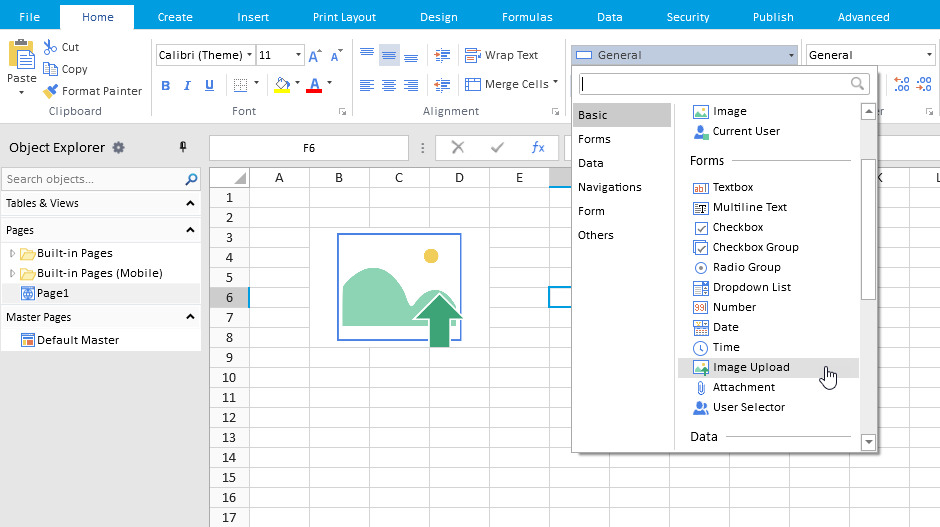 File Home Create Insert Print Layout Design Formulas Data Security Publish Advanced
Paste
Cut
Copy
Format Painter
Clipboard
Calibri (Theme) 11
B I U A
Font
Wrap Text
Merge Cells
Alignment
General
General
Object Explorer
Search objects...
Tables & Views
Pages
Built-in Pages
Built-in Pages (Mobile)
Page1
Master Pages
Default Master
F6
fx
A B C D E K L
1
2
3
4
5
6
7
8
9
10
11
12
13
14
15
16
17
Basic
Forms
Data
Navigations
Form
Others
Image
Current User
Forms
Textbox
Multiline Text
Checkbox
Checkbox Group
Radio Group
Dropdown List
Number
Date
Time
Image Upload
Attachment
User Selector
Data